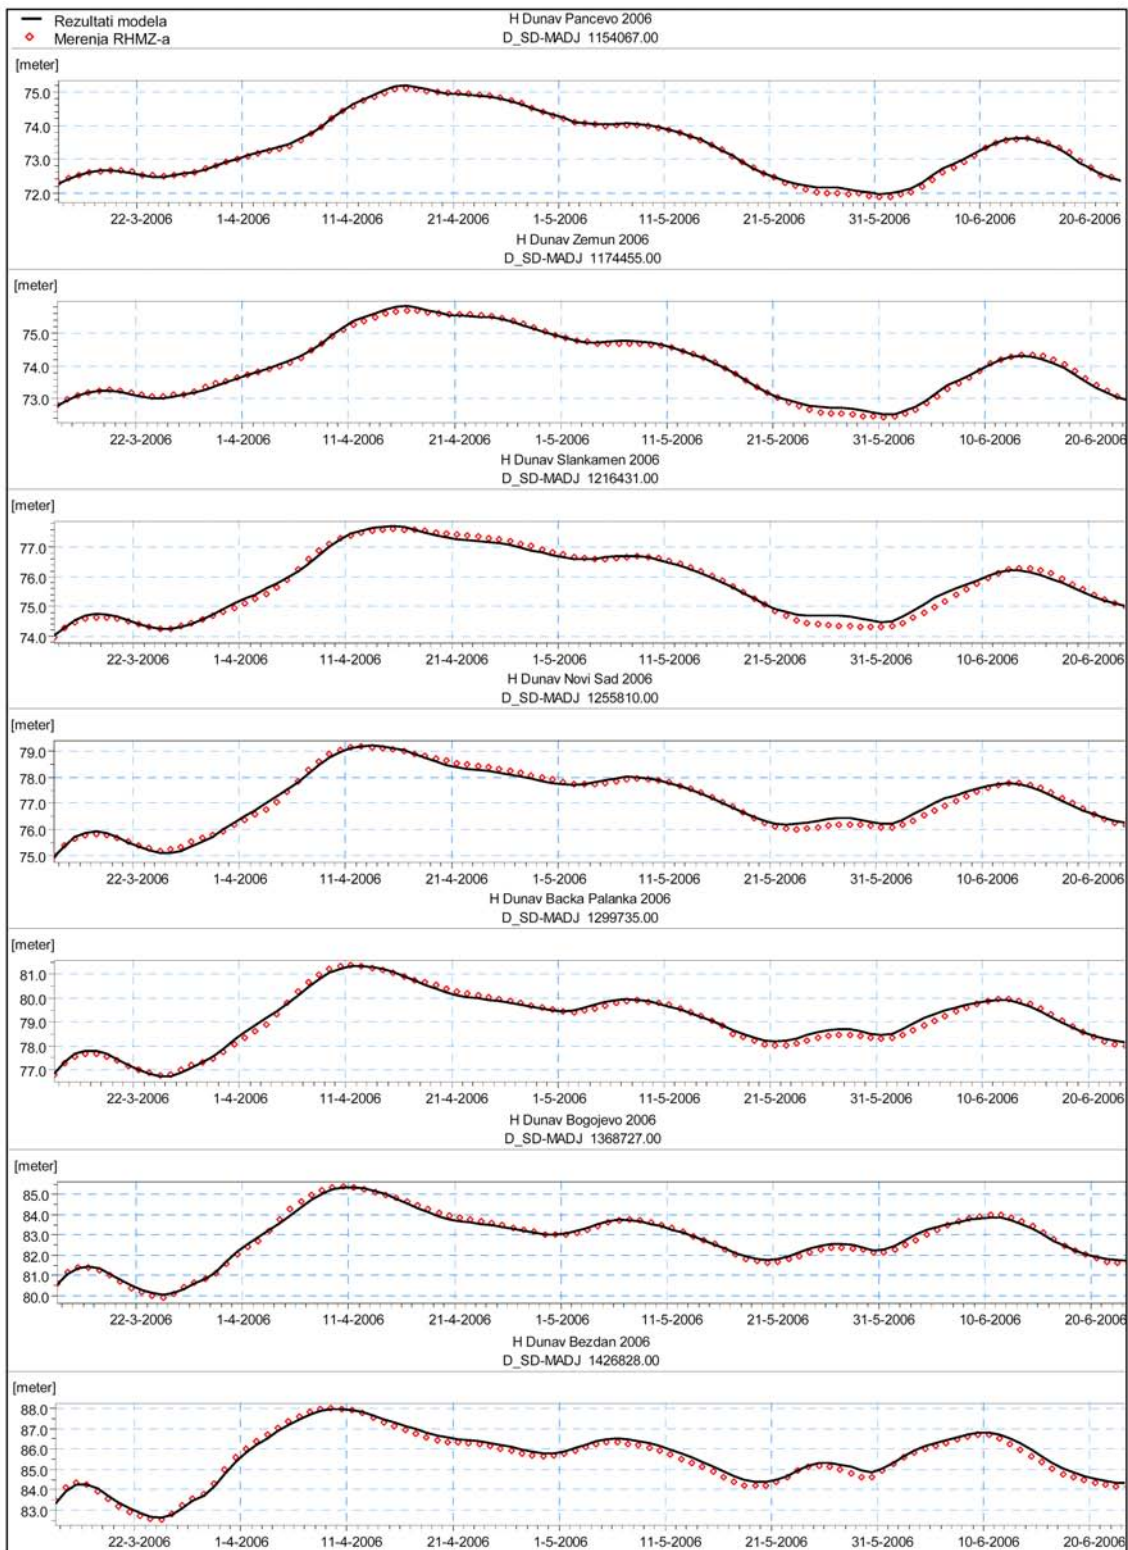 Rezultati modela
Merenja RHMZ-a
H Dunav Pancevo 2006
D_SD-MADJ 1154067.00
[meter]
75.0
74.0
73.0
72.0
22-3-2006 1-4-2006 11-4-2006 21-4-2006 1-5-2006 11-5-2006 21-5-2006 31-5-2006 10-6-2006 20-6-2006
H Dunav Zemun 2006
D_SD-MADJ 1174455.00
[meter]
75.0
74.0
73.0
22-3-2006 1-4-2006 11-4-2006 21-4-2006 1-5-2006 11-5-2006 21-5-2006 31-5-2006 10-6-2006 20-6-2006
H Dunav Slankamen 2006
D_SD-MADJ 1216431.00
[meter]
77.0
76.0
75.0
74.0
22-3-2006 1-4-2006 11-4-2006 21-4-2006 1-5-2006 11-5-2006 21-5-2006 31-5-2006 10-6-2006 20-6-2006
H Dunav Novi Sad 2006
D_SD-MADJ 1255810.00
[meter]
79.0
78.0
77.0
76.0
75.0
22-3-2006 1-4-2006 11-4-2006 21-4-2006 1-5-2006 11-5-2006 21-5-2006 31-5-2006 10-6-2006 20-6-2006
H Dunav Backa Palanka 2006
D_SD-MADJ 1299735.00
[meter]
81.0
80.0
79.0
78.0
77.0
22-3-2006 1-4-2006 11-4-2006 21-4-2006 1-5-2006 11-5-2006 21-5-2006 31-5-2006 10-6-2006 20-6-2006
H Dunav Bogojevo 2006
D_SD-MADJ 1368727.00
[meter]
85.0
84.0
83.0
82.0
81.0
80.0
22-3-2006 1-4-2006 11-4-2006 21-4-2006 1-5-2006 11-5-2006 21-5-2006 31-5-2006 10-6-2006 20-6-2006
H Dunav Bezdan 2006
D_SD-MADJ 1426828.00
[meter]
88.0
87.0
86.0
85.0
84.0
83.0
22-3-2006 1-4-2006 11-4-2006 21-4-2006 1-5-2006 11-5-2006 21-5-2006 31-5-2006 10-6-2006 20-6-2006